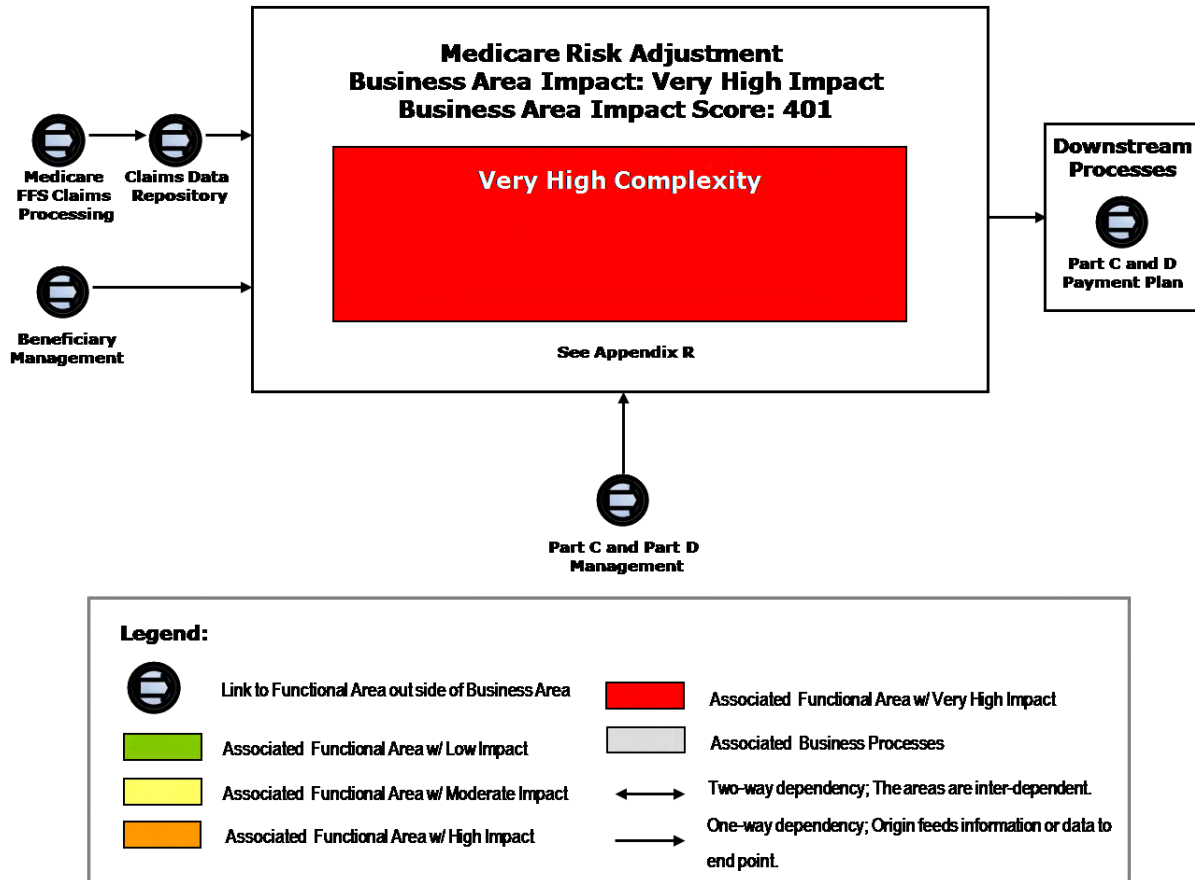 Medicare Risk Adjustment
Business Area Impact: Very High Impact
Business Area Impact Score: 401
Very High Complexity
See Appendix R
Medicare
FFS Claims
Processing
Claims Data
Repository
Beneficiary
Management
Downstream
Processes
Part C and D
Payment Plan
Part C and Part D
Management
Legend:
Link to Functional Area out side of Business Area
Associated Functional Area w/ Low Impact
Associated Functional Area w/ Moderate Impact
Associated Functional Area w/ High Impact
Associated Functional Area w/ Very High Impact
Associated Business Processes
Two-way dependency; The areas are inter-dependent.
One-way dependency; Origin feeds information or data to
end point.